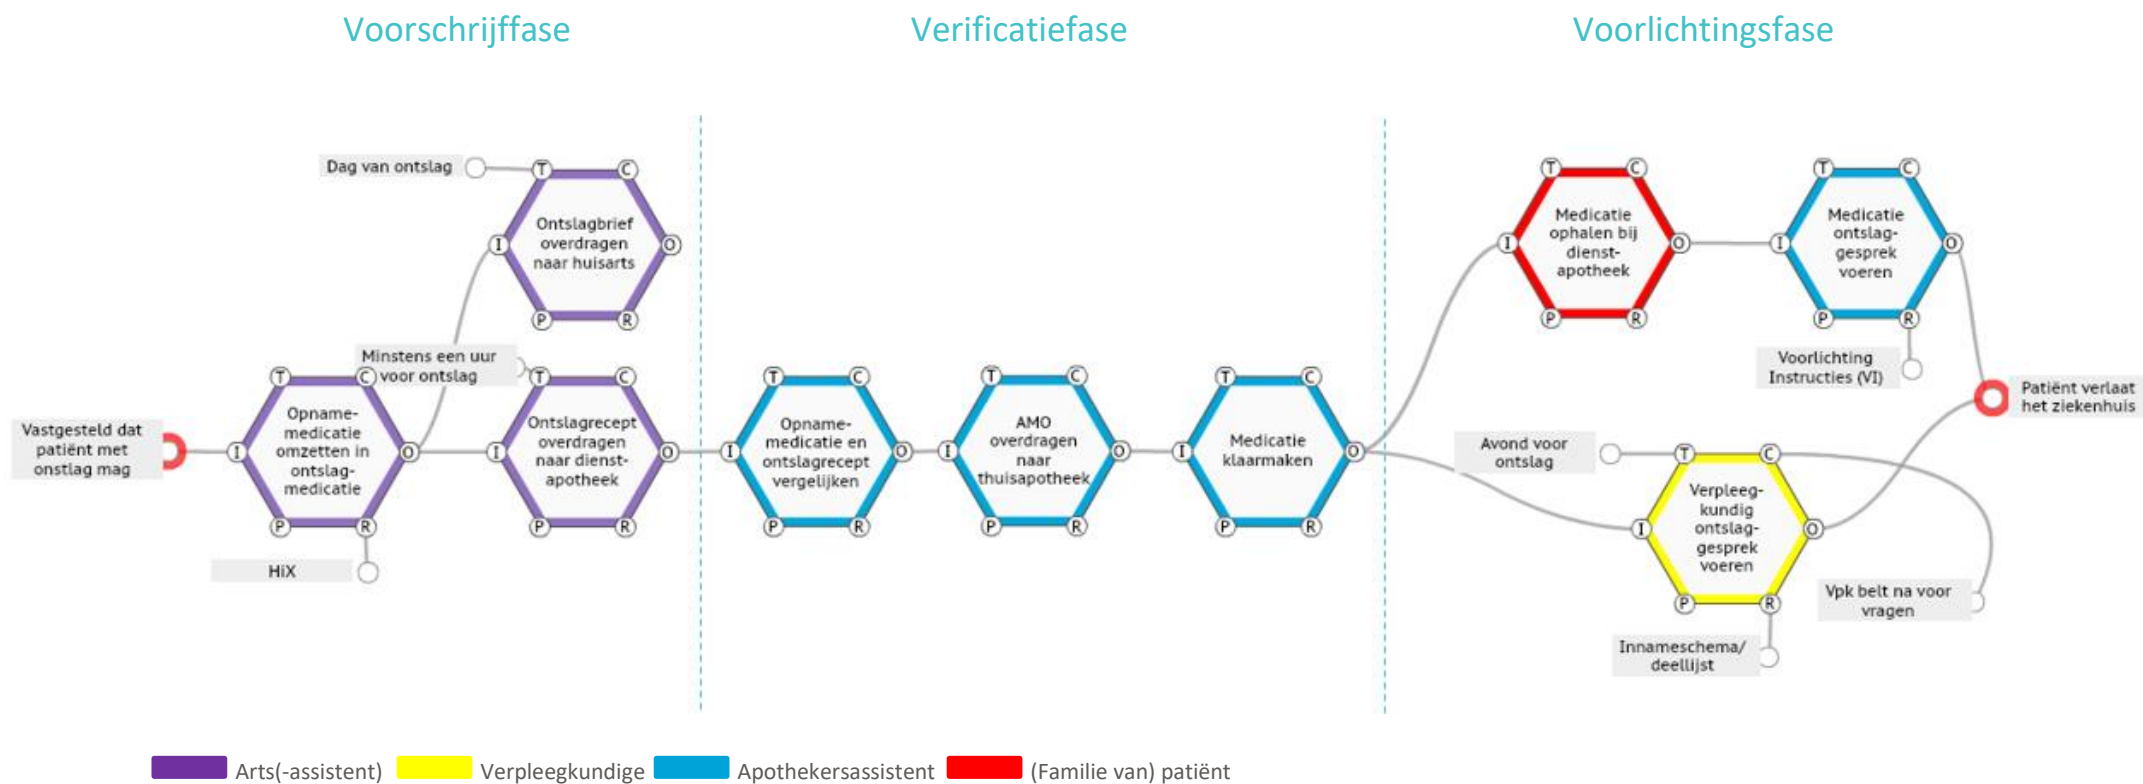 Voorschrijffase
Verificatiefase
Voorlichtingsfase
Dag van ontslag
T
C
Ontslagbrief
overdragen
naar huisarts
I
O
P
R
Vastgesteld dat
patiënt met
onstlag mag
T
C
Opname-
medicatie
omzetten in
ontslag-
medicatie
I
O
P
R
HiX
Minstens een uur
voor ontslag
T
C
Ontslagrecept
overdragen
naar dienst-
apotheek
I
O
P
R
T
C
Opname-
medicatie en
ontslagrecept
vergelijken
I
O
P
R
T
C
AMO
overdragen
naar
thuisapotheek
I
O
P
R
T
C
Medicatie
klaarmaken
I
O
P
R
T
C
Medicatie
ophalen bij
dienst-
apotheek
I
O
P
R
T
C
Medicatie
ontslag-
gesprek
voeren
I
O
P
R
Voorlichting
Instructies (VI)
Patiënt verlaat
het ziekenhuis
Avond voor
ontslag
T
C
Verpleeg-
kundig
ontslag-
gesprek
voeren
I
O
P
R
Vpk belt na voor
vragen
Innameschema/
deellijst
Arts(-assistent)
Verpleegkundige
Apothekersassistent
(Familie van) patiënt